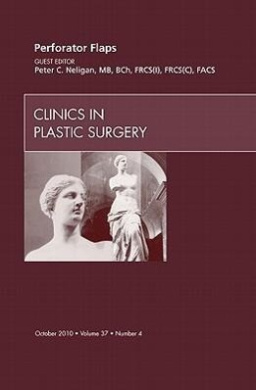 Perforator Flaps
GUEST EDITOR
Peter C. Neligan, MB, BCh, FRCS(I), FRCS(C), FACS
CLINICS IN
PLASTIC SURGERY
October 2010 • Volume 37 • Number 4